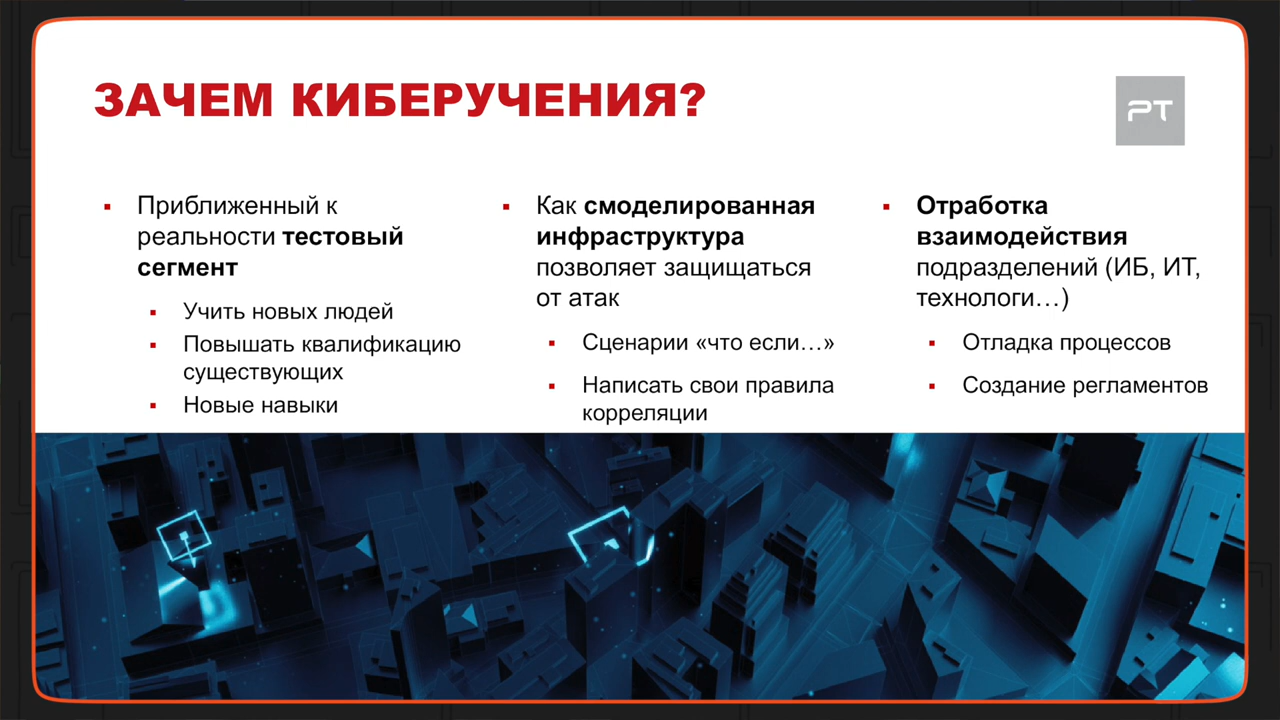 ЗАЧЕМ КИБЕРУЧЕНИЯ?
PT
Приближенный к
реальности тестовый
сегмент
Учить новых людей
Повышать квалификацию
существующих
Новые навыки
Как смоделированная
инфраструктура
позволяет защищаться
от атак
Сценарии «что если…»
Написать свои правила
корреляции
Отработка
взаимодействия
подразделений (ИБ, ИТ,
технологи…)
Отладка процессов
Создание регламентов